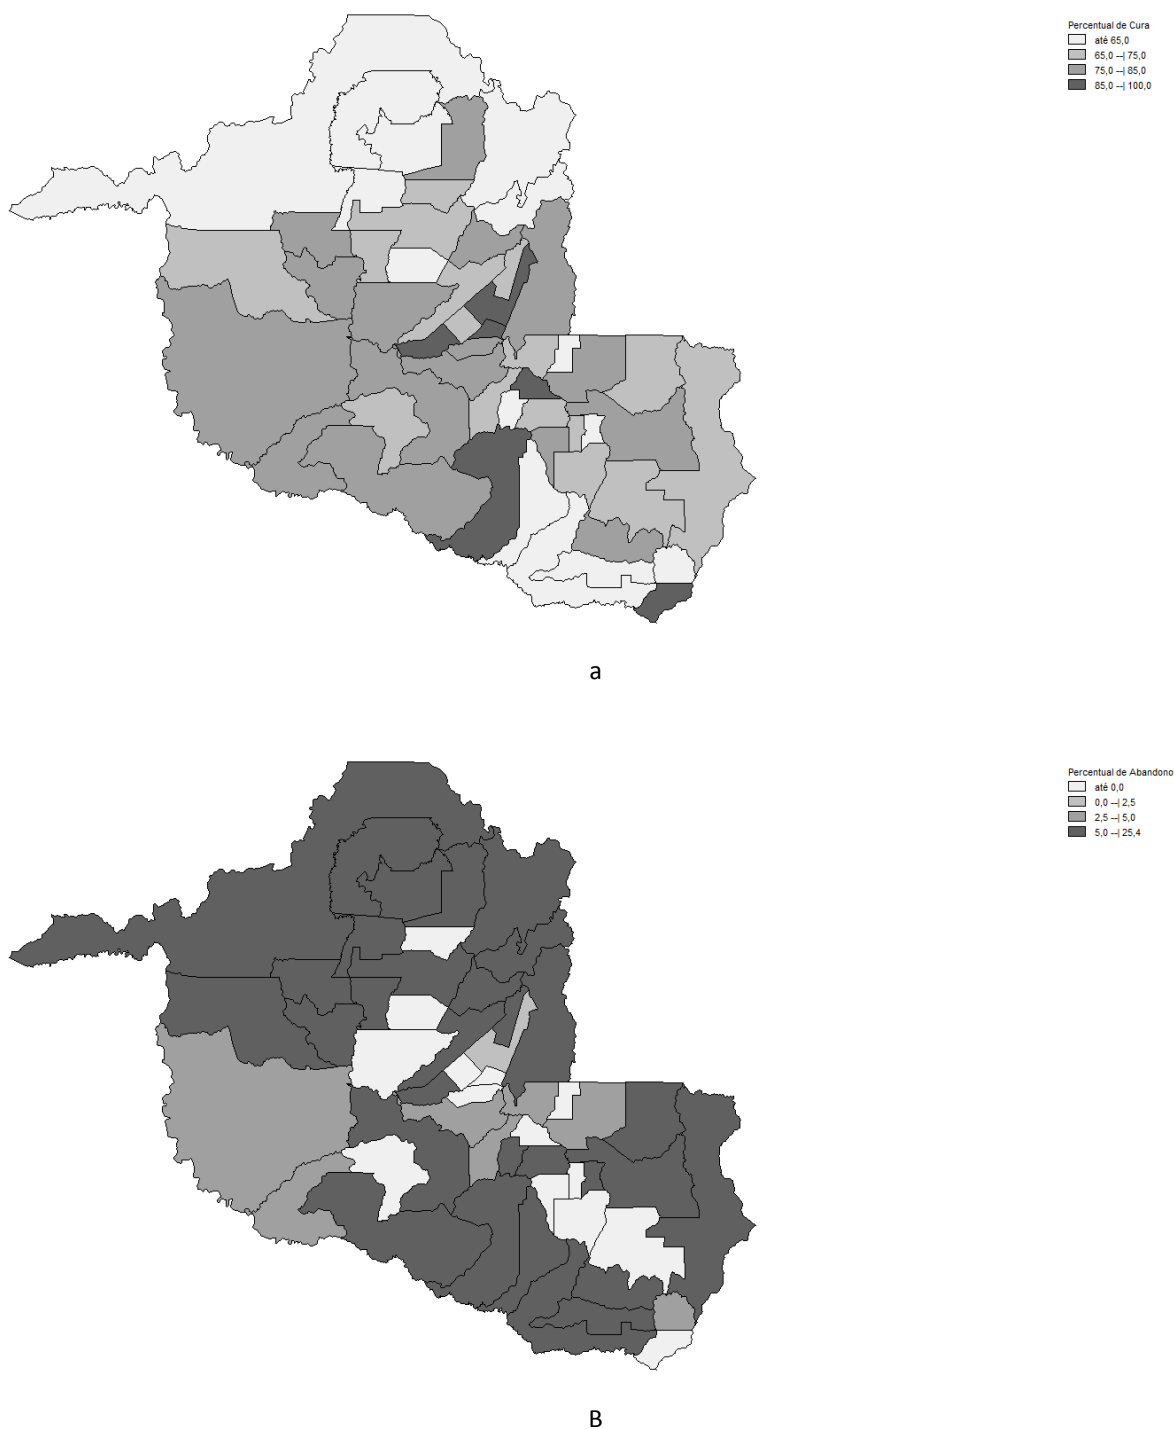 Percentual de Cura
até 65,0
65,0 --| 75,0
75,0 --| 85,0
85,0 --| 100,0
a
Percentual de Abandono
até 0,0
0,0 --| 2,5
2,5 --| 5,0
5,0 --| 25,4
B